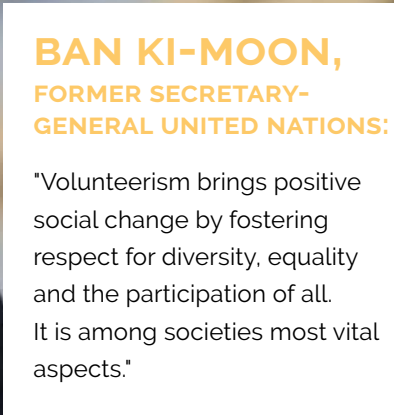 BAN KI-MOON,
FORMER SECRETARY-
GENERAL UNITED NATIONS:
"Volunteerism brings positive
social change by fostering
respect for diversity, equality
and the participation of all.
It is among societies most vital
aspects."